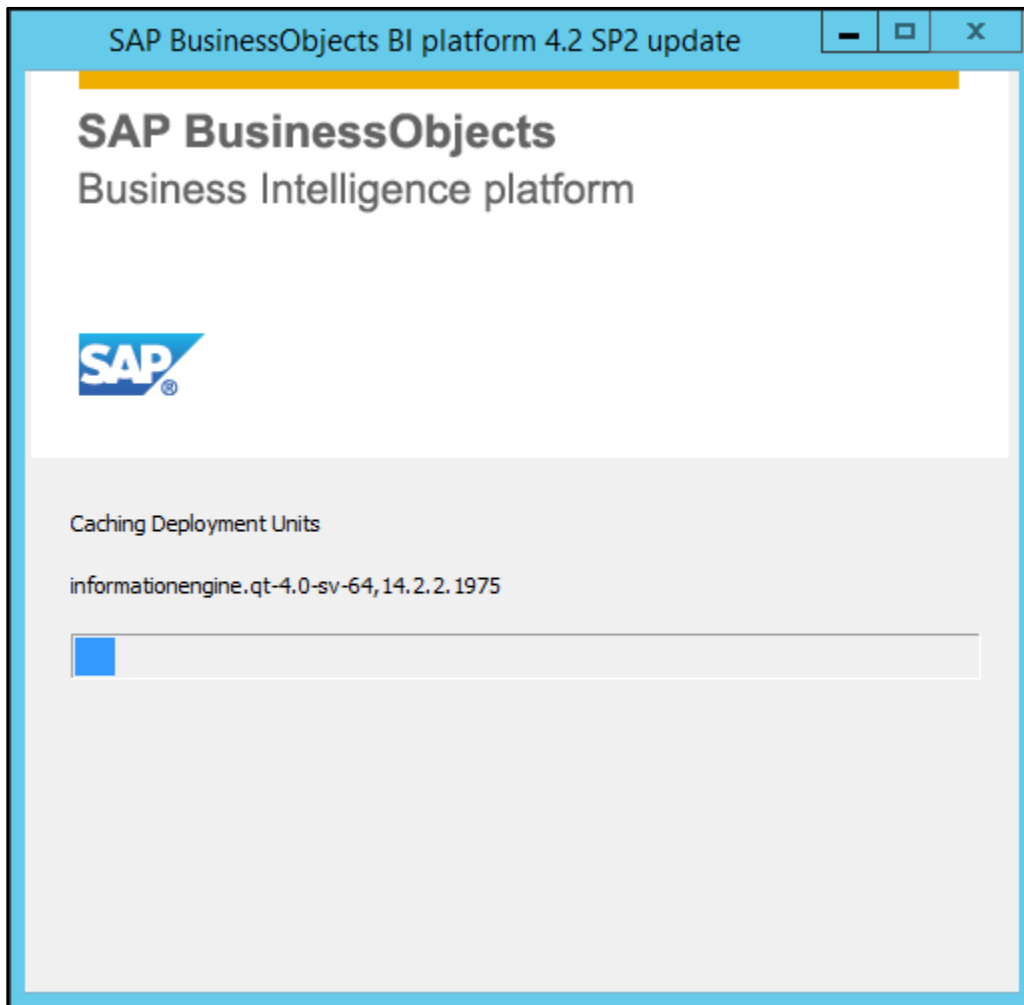 SAP BusinessObjects BI platform 4.2 SP2 update
SAP BusinessObjects
Business Intelligence platform
SAP®
Caching Deployment Units
informationengine.qt-4.0-sv-64,14.2.2.1975